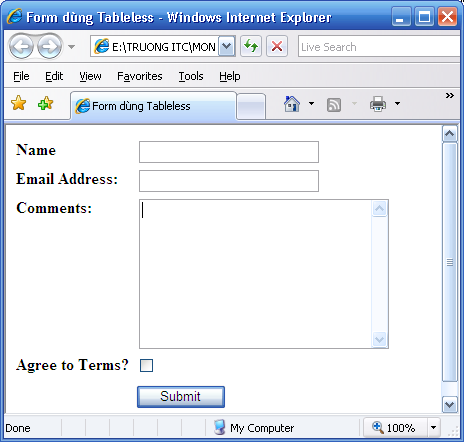 Form dùng Tableless - Windows Internet Explorer
E:\TRUONG ITC\MON
Live Search
File Edit View Favorites Tools Help
Form dùng Tableless
»
Name
Email Address:
Comments:
Agree to Terms?
Submit
Done My Computer 100%